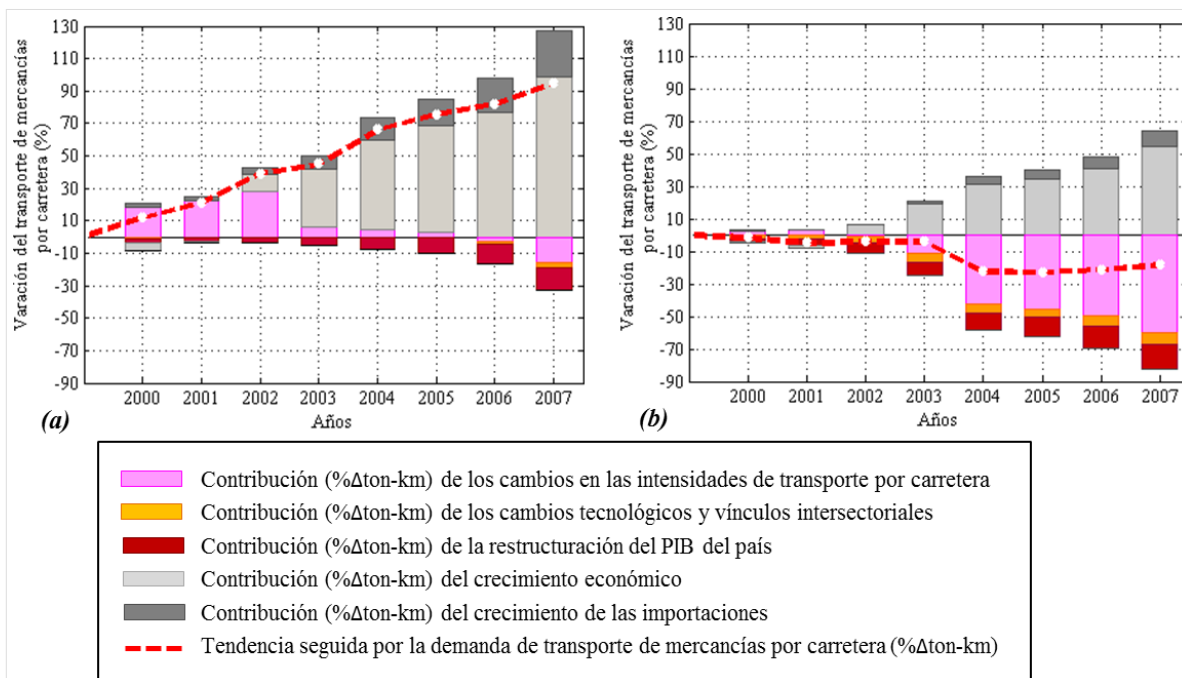 Varación del transporte de mercancías
por carretera (%)
130
110
90
70
50
30
10
-10
-30
-50
-70
-90
2000 2001 2002 2003 2004 2005 2006 2007
Años
(a)
Varación del transporte de mercancías
por carretera (%)
130
110
90
70
50
30
10
-10
-30
-50
-70
-90
2000 2001 2002 2003 2004 2005 2006 2007
Años
(b)
Contribución (%Δton-km) de los cambios en las intensidades de transporte por carretera
Contribución (%Δton-km) de los cambios tecnológicos y vínculos intersectoriales
Contribución (%Δton-km) de la restructuración del PIB del país
Contribución (%Δton-km) del crecimiento económico
Contribución (%Δton-km) del crecimiento de las importaciones
Tendencia seguida por la demanda de transporte de mercancías por carretera (%Δton-km)